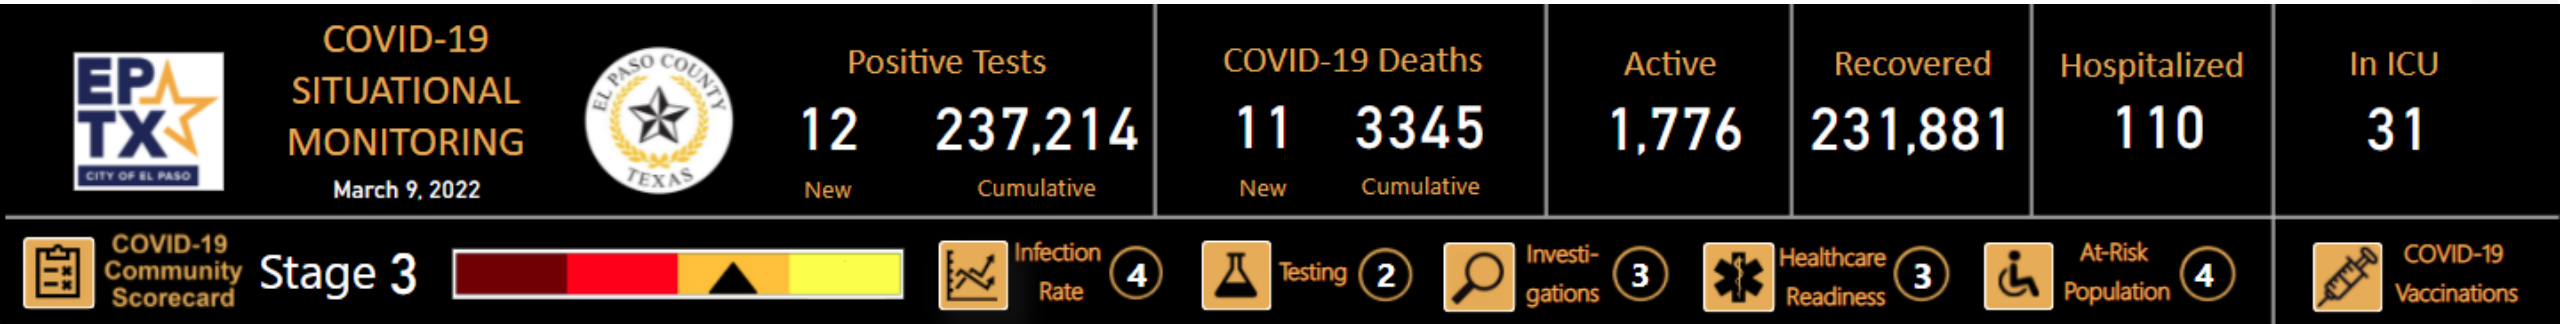 EP
TX
CITY OF EL PASO
COVID-19
SITUATIONAL
MONITORING
March 9, 2022
EL PASO COUNTY
TEXAS
Positive Tests
12 237,214
New Cumulative
COVID-19 Deaths
11 3345
New Cumulative
Active
1,776
Recovered
231,881
Hospitalized
110
In ICU
31
COVID-19
Community
Scorecard
Stage 3
Infection
Rate
4
Testing
2
Investi-
gations
3
Healthcare
Readiness
3
At-Risk
Population
4
COVID-19
Vaccinations